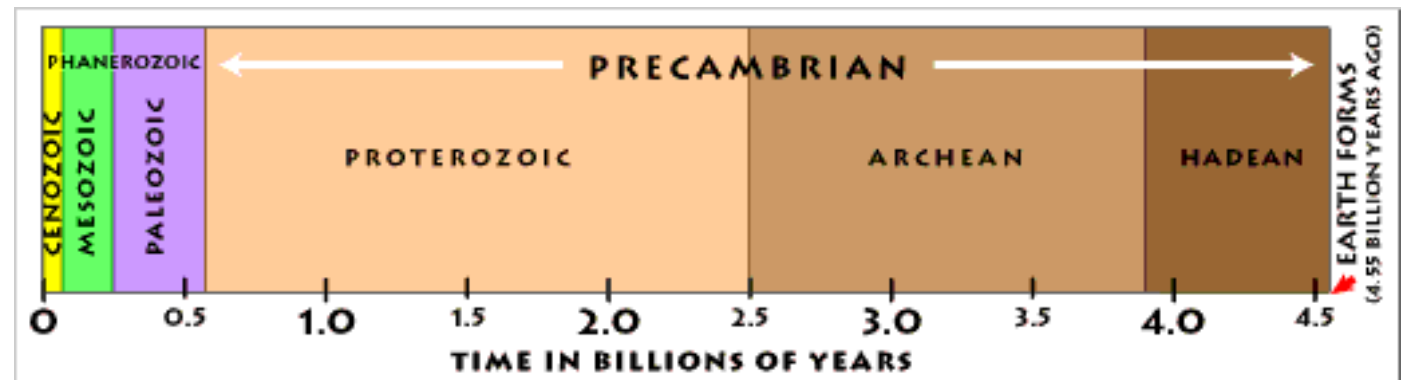 PHANEROZOIC
PRECAMBRIAN
CENOZOIC
MESOZOIC
PALEOZOIC
PROTEROZOIC
ARCHEAN
HADEAN
EARTH FORMS
(4.55 BILLION YEARS AGO)
0 0.5 1.0 1.5 2.0 2.5 3.0 3.5 4.0 4.5
TIME IN BILLIONS OF YEARS